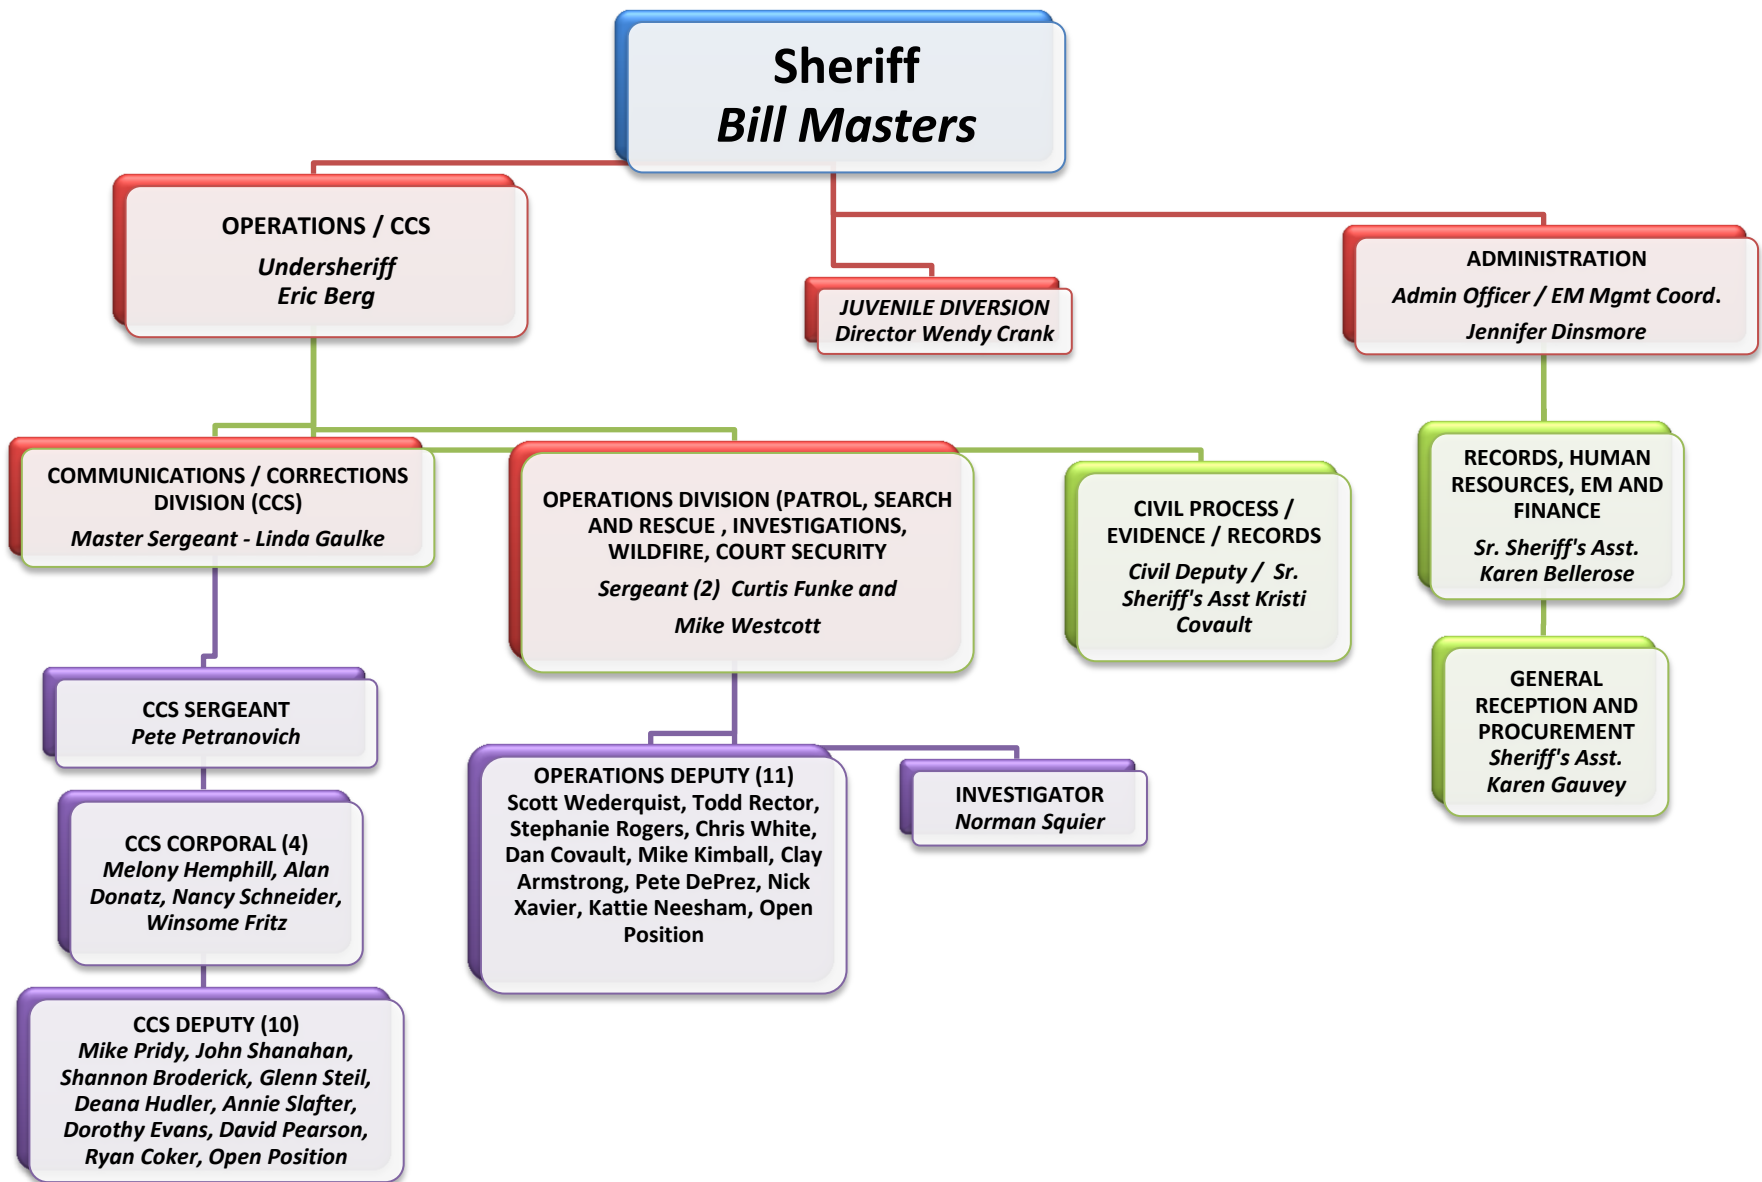 Sheriff
Bill Masters
OPERATIONS / CCS
Undersheriff
Eric Berg
JUVENILE DIVERSION
Director Wendy Crank
ADMINISTRATION
Admin Officer / EM Mgmt Coord.
Jennifer Dinsmore
COMMUNICATIONS / CORRECTIONS
DIVISION (CCS)
Master Sergeant - Linda Gaulke
OPERATIONS DIVISION (PATROL, SEARCH
AND RESCUE , INVESTIGATIONS,
WILDFIRE, COURT SECURITY
Sergeant (2)  Curtis Funke and
Mike Westcott
CIVIL PROCESS /
EVIDENCE / RECORDS
Civil Deputy /  Sr.
Sheriff's Asst Kristi
Covault
RECORDS, HUMAN
RESOURCES, EM AND
FINANCE
Sr. Sheriff's Asst.
Karen Bellerose
GENERAL
RECEPTION AND
PROCUREMENT
Sheriff's Asst.
Karen Gauvey
CCS SERGEANT
Pete Petranovich
CCS CORPORAL (4)
Melony Hemphill, Alan
Donatz, Nancy Schneider,
Winsome Fritz
CCS DEPUTY (10)
Mike Pridy, John Shanahan,
Shannon Broderick, Glenn Steil,
Deana Hudler, Annie Slafter,
Dorothy Evans, David Pearson,
Ryan Coker, Open Position
OPERATIONS DEPUTY (11)
Scott Wederquist, Todd Rector,
Stephanie Rogers, Chris White,
Dan Covault, Mike Kimball, Clay
Armstrong, Pete DePrez, Nick
Xavier, Kattie Neesham, Open
Position
INVESTIGATOR
Norman Squier